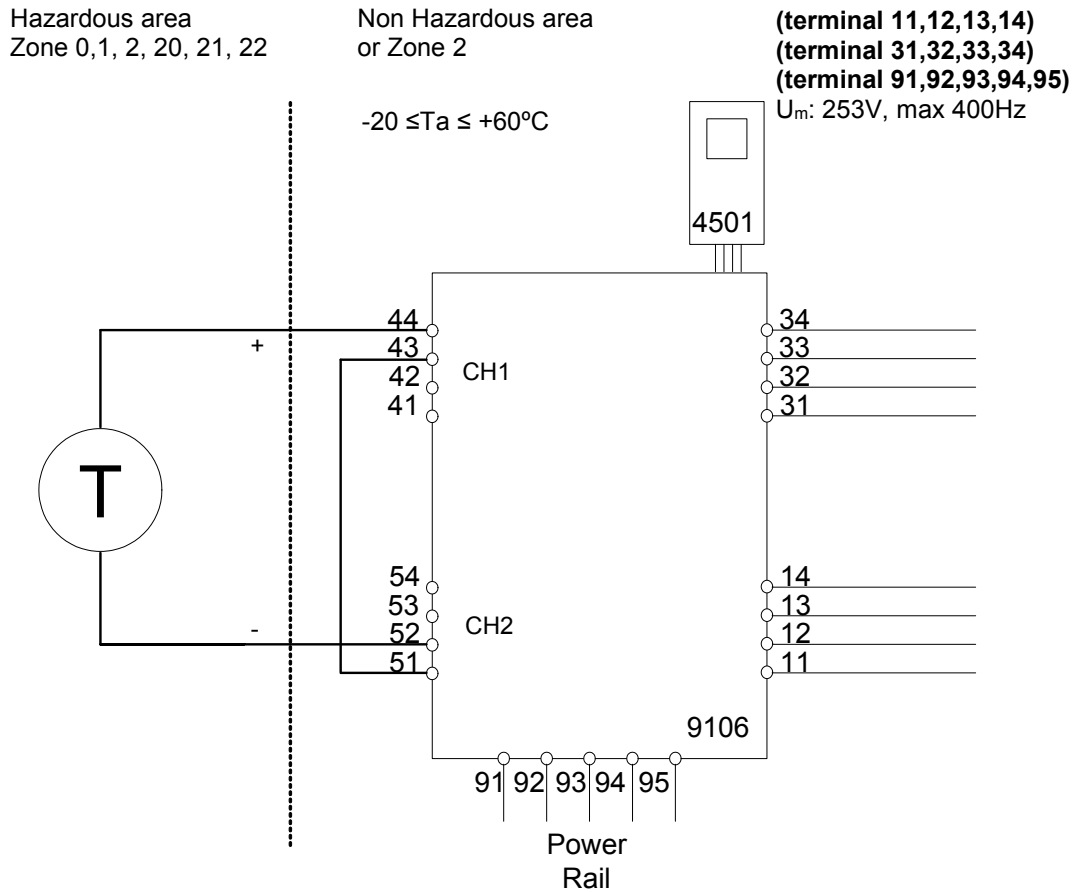 Hazardous area
Zone 0,1, 2, 20, 21, 22
Non Hazardous area
or Zone 2
-20 ≤Ta ≤ +60ºC
(terminal 11,12,13,14)
(terminal 31,32,33,34)
(terminal 91,92,93,94,95)
Um: 253V, max 400Hz
4501
44
43
42
41
CH1
+
T
-
54
53
52
51
CH2
34
33
32
31
14
13
12
11
9106
91 92 93 94 95
Power
Rail